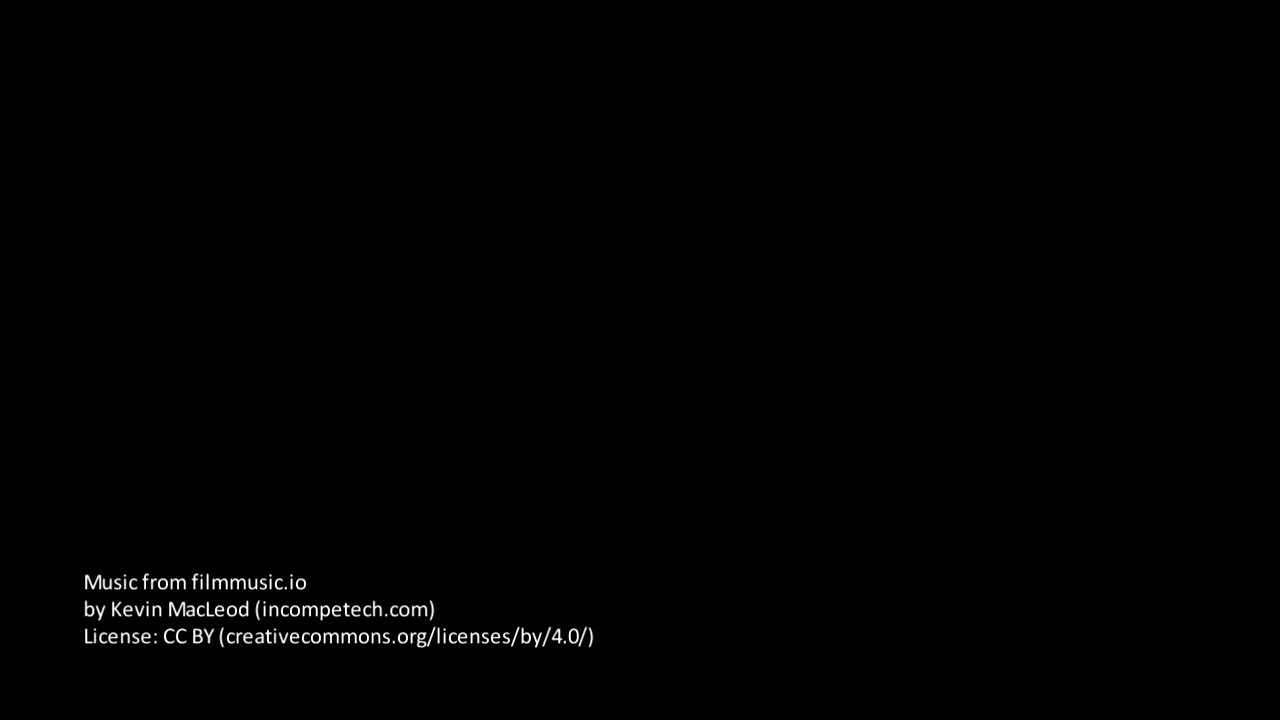 Music from filmmusic.io
by Kevin MacLeod (incompetech.com)
License: CC BY (creativecommons.org/licenses/by/4.0/)